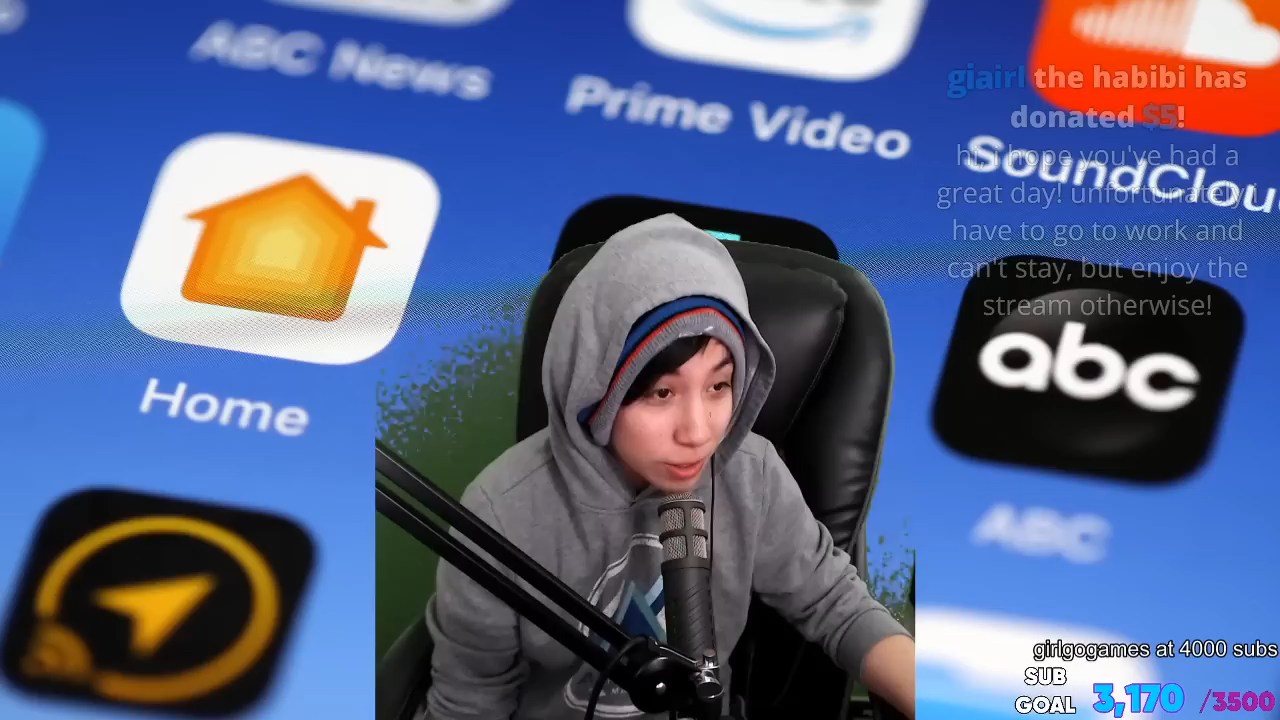 ABC News
Prime Video
SoundClou
giairl the habibi has
donated $5!
hi, i hope you've had a
great day! unfortunately i
have to go to work and
can't stay, but enjoy the
stream otherwise!
abc
Home
ABC
girlgogames at 4000 subs
SUB
GOAL 3,170 /3500